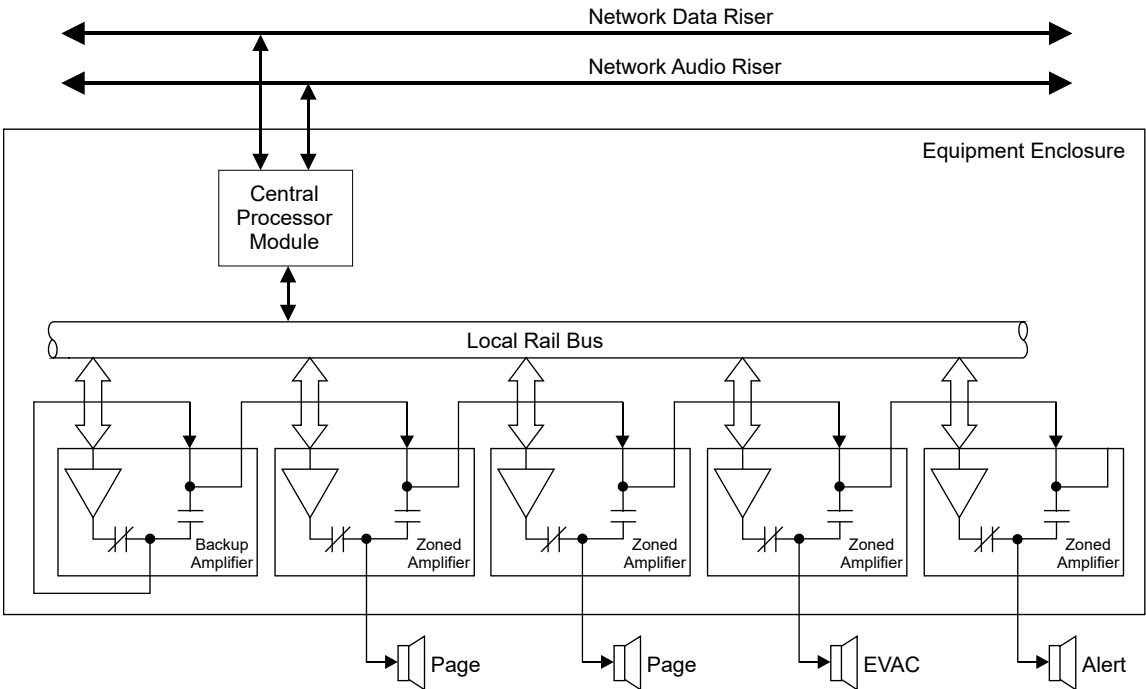 Network Data Riser
Network Audio Riser
Equipment Enclosure
Central
Processor
Module
Local Rail Bus
Backup
Amplifier
Zoned
Amplifier
Zoned
Amplifier
Zoned
Amplifier
Zoned
Amplifier
Page
Page
EVAC
Alert